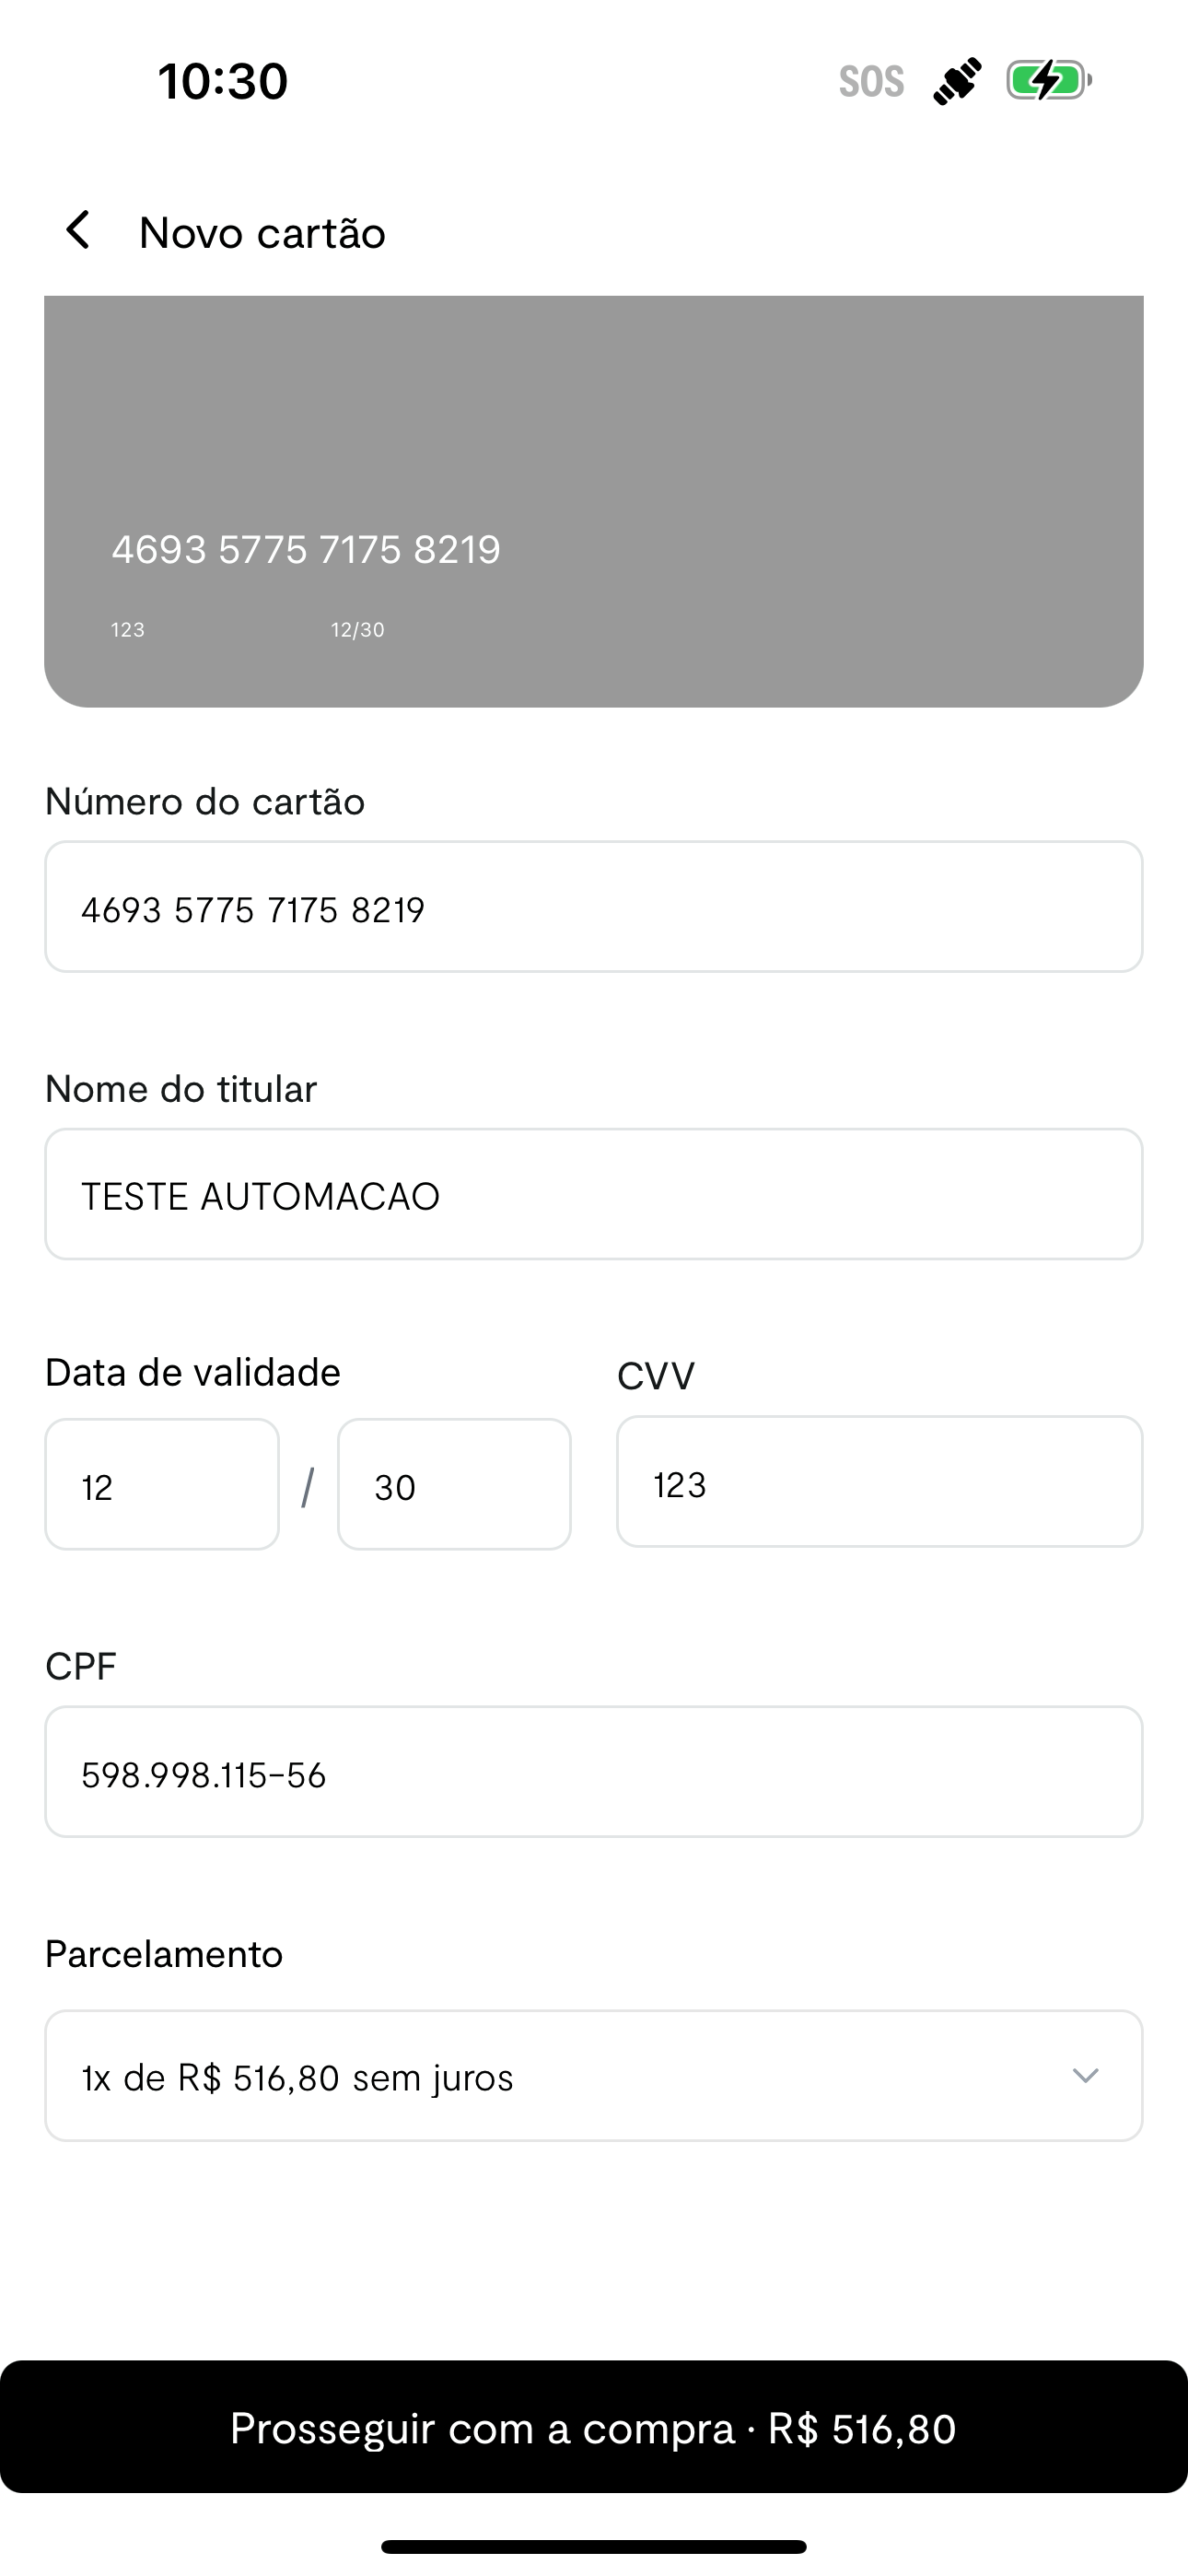 10:30 SOS
Novo cartão
4693 5775 7175 8219
123 12/30
Número do cartão
4693 5775 7175 8219
Nome do titular
TESTE AUTOMACAO
Data de validade CVV
12 / 30 123
CPF
598.998.115-56
Parcelamento
1x de R$ 516,80 sem juros
Prosseguir com a compra · R$ 516,80